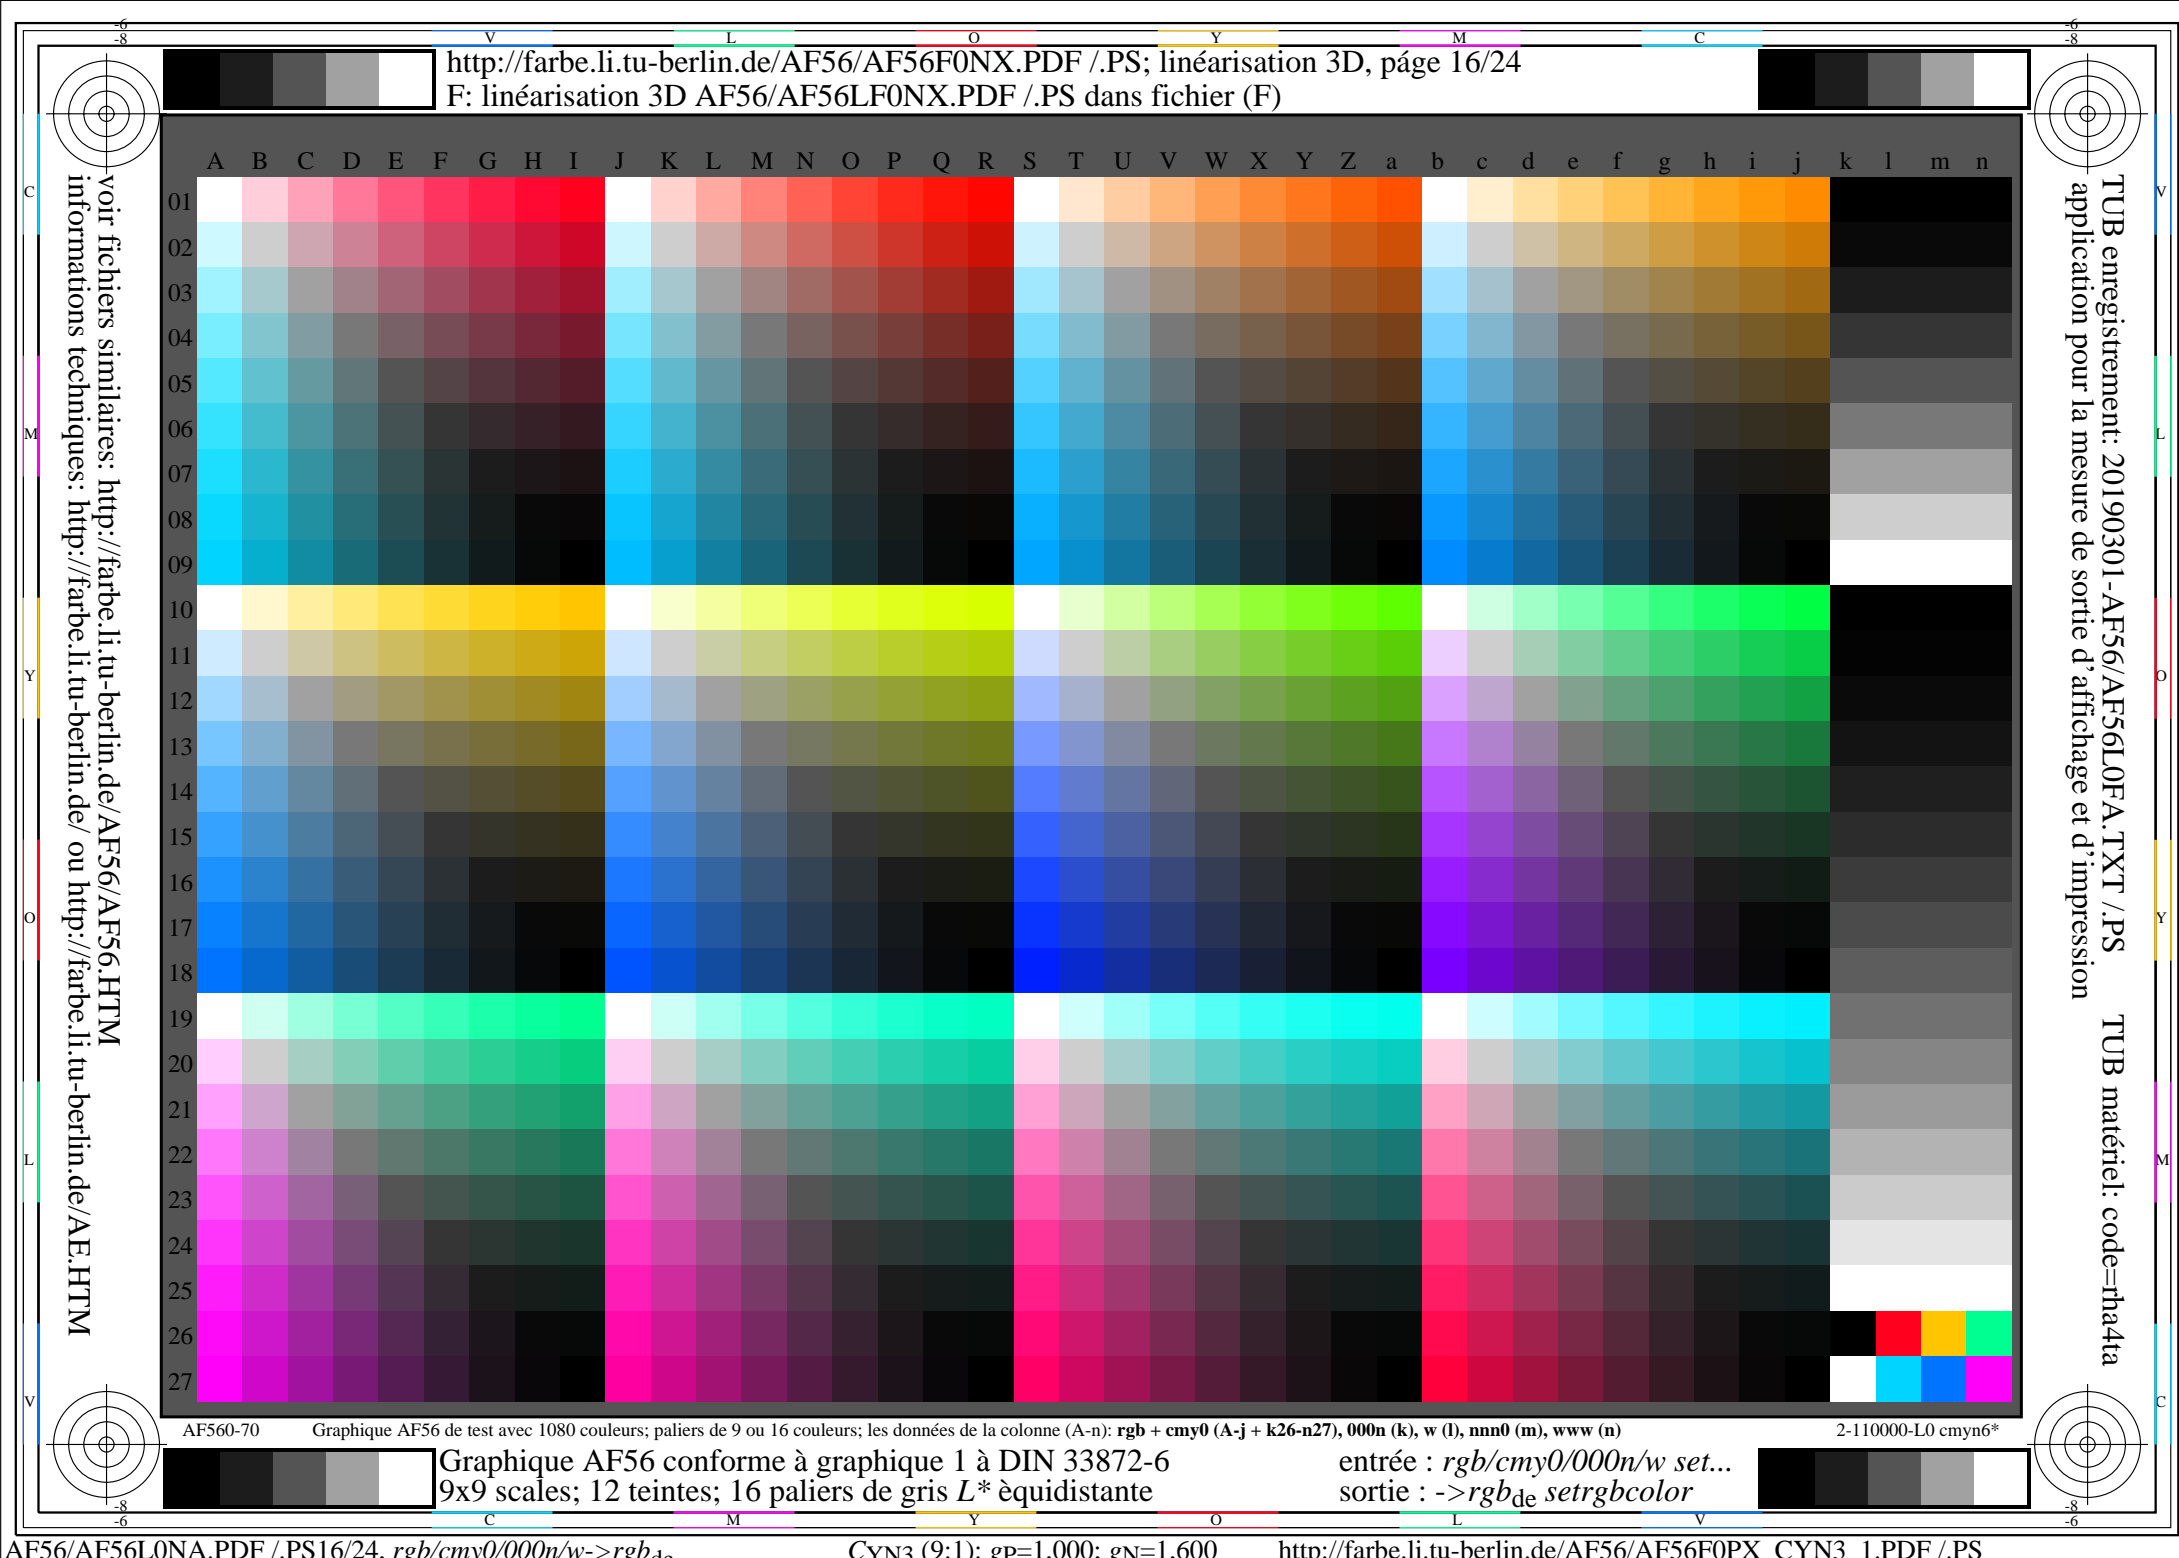 -6
-8
-6
-8
V L O Y M C
http://farbe.li.tu-berlin.de/AF56/AF56F0NX.PDF /.PS; linéarisation 3D, páge 16/24
F: linéarisation 3D AF56/AF56LF0NX.PDF /.PS dans fichier (F)
A B C D E F G H I J K L M N O P Q R S T U V W X Y Z a b c d e f g h i j k l m n
01
02
03
04
05
06
07
08
09
10
11
12
13
14
15
16
17
18
19
20
21
22
23
24
25
26
27
C
M
Y
O
L
V
voir fichiers similaires: http://farbe.li.tu-berlin.de/AF56/AF56.HTM
informations techniques: http://farbe.li.tu-berlin.de/ ou http://farbe.li.tu-berlin.de/AE.HTM
TUB enregistrement: 20190301-AF56/AF56L0FA.TXT /.PS TUB matériel: code=rha4ta
application pour la mesure de sortie d'affichage et d'impression
V
L
O
Y
M
C
AF560-70 Graphique AF56 de test avec 1080 couleurs; paliers de 9 ou 16 couleurs; les données de la colonne (A-n): rgb + cmy0 (A-j + k26-n27), 000n (k), w (l), nnn0 (m), www (n) 2-110000-L0 cmyn6*
Graphique AF56 conforme à graphique 1 à DIN 33872-6
9x9 scales; 12 teintes; 16 paliers de gris L* èquidistante
entrée : rgb/cmy0/000n/w set...
sortie : ->rgbde setrgbcolor
-8
-6
-8
-6
C M Y O L V
AF56/AF56L0NA.PDF /.PS16/24, rgb/cmy0/000n/w->rgbde CYN3 (9:1): gP=1,000; gN=1,600 http://farbe.li.tu-berlin.de/AF56/AF56F0PX_CYN3_1.PDF /.PS